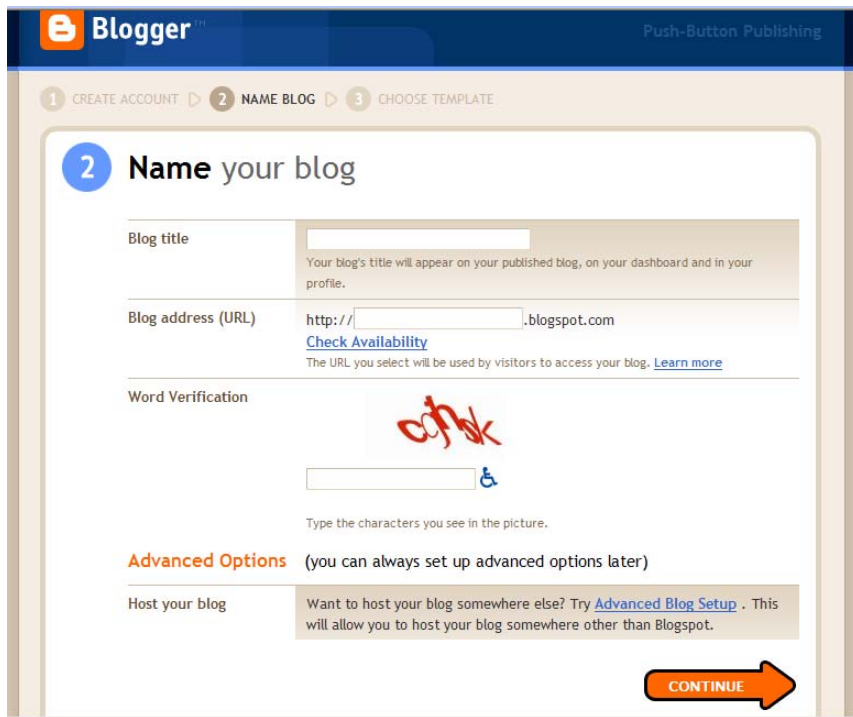 Blogger™
Push-Button Publishing
1 CREATE ACCOUNT 2 NAME BLOG 3 CHOOSE TEMPLATE
2 Name your blog
Blog title
Your blog's title will appear on your published blog, on your dashboard and in your
profile.
Blog address (URL)
http:// .blogspot.com
Check Availability
The URL you select will be used by visitors to access your blog. Learn more
Word Verification
Type the characters you see in the picture.
Advanced Options (you can always set up advanced options later)
Host your blog
Want to host your blog somewhere else? Try Advanced Blog Setup . This
will allow you to host your blog somewhere other than Blogspot.
CONTINUE